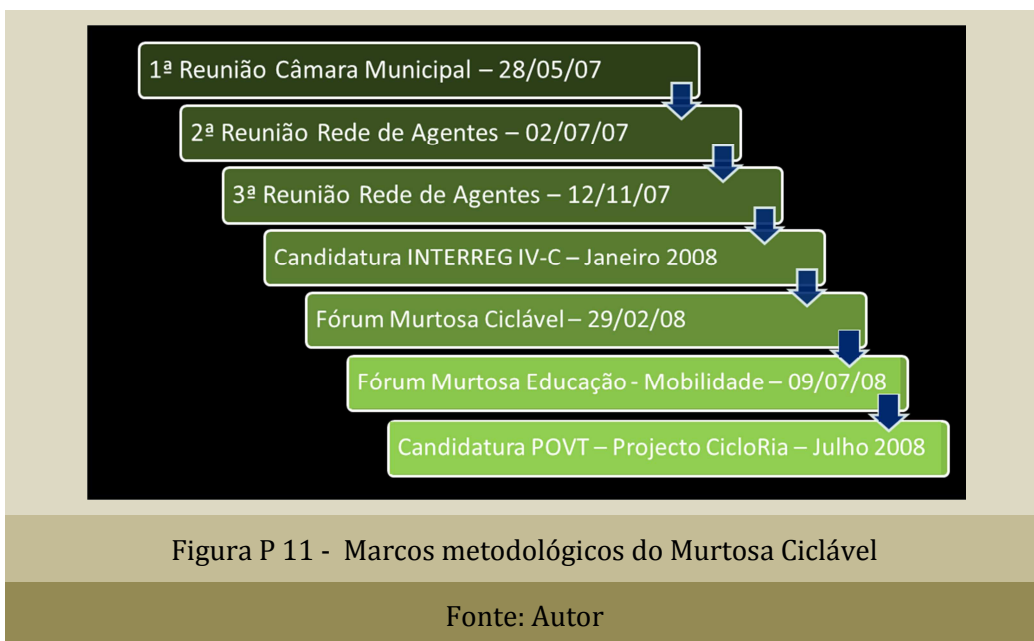 1ª Reunião Câmara Municipal – 28/05/07
2ª Reunião Rede de Agentes – 02/07/07
3ª Reunião Rede de Agentes – 12/11/07
Candidatura INTERREG IV-C – Janeiro 2008
Fórum Murtosa Ciclável – 29/02/08
Fórum Murtosa Educação - Mobilidade – 09/07/08
Candidatura POVT – Projecto CicloRia – Julho 2008
Figura P 11 - Marcos metodológicos do Murtosa Ciclável
Fonte: Autor